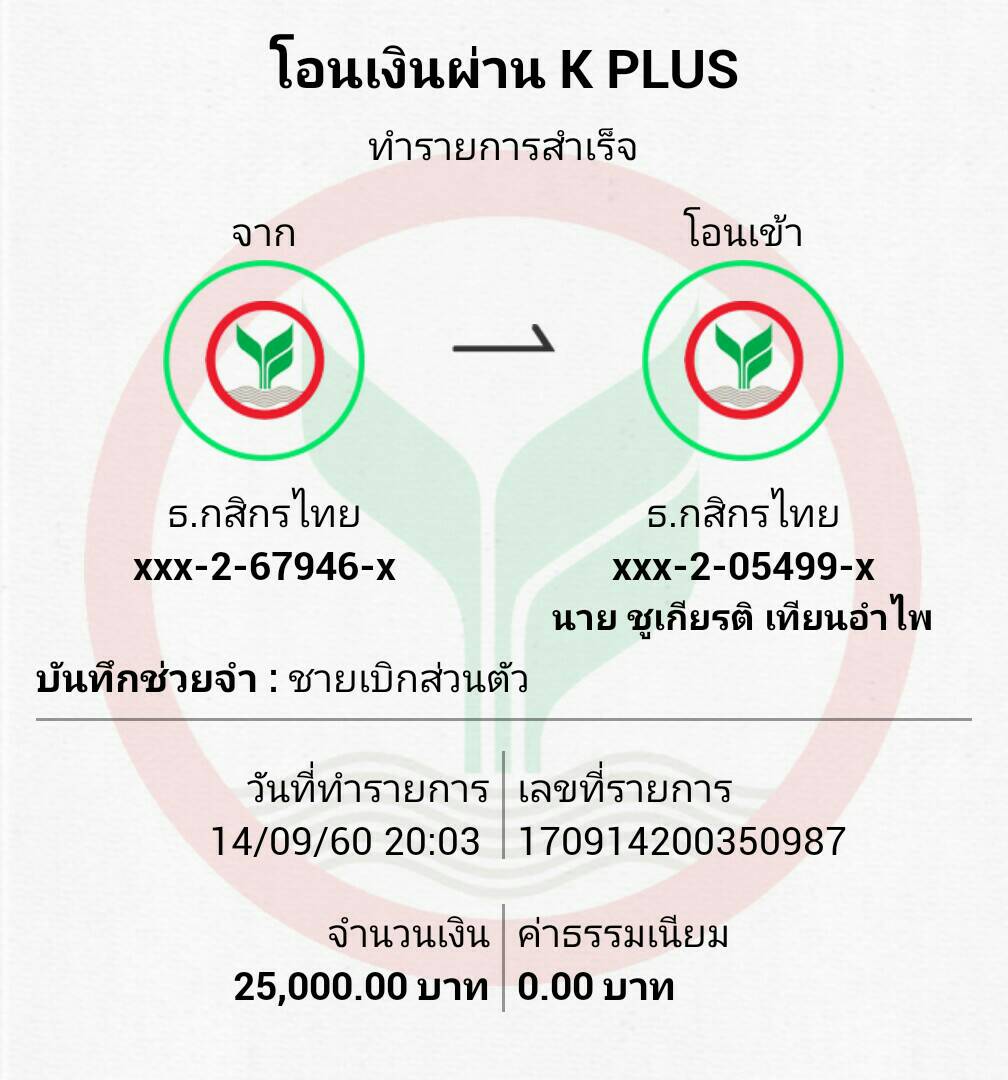 โอนเงินผ่าน K PLUS
ทำรายการสำเร็จ
จาก
โอนเข้า
ธ.กสิกรไทย
xxx-2-67946-x
ธ.กสิกรไทย
xxx-2-05499-x
นาย ชูเกียรติ เทียนอำไพ
บันทึกช่วยจำ : ชายเบิกส่วนตัว
วันที่ทำรายการ
14/09/60 20:03
เลขที่รายการ
170914200350987
จำนวนเงิน
25,000.00 บาท
ค่าธรรมเนียม
0.00 บาท